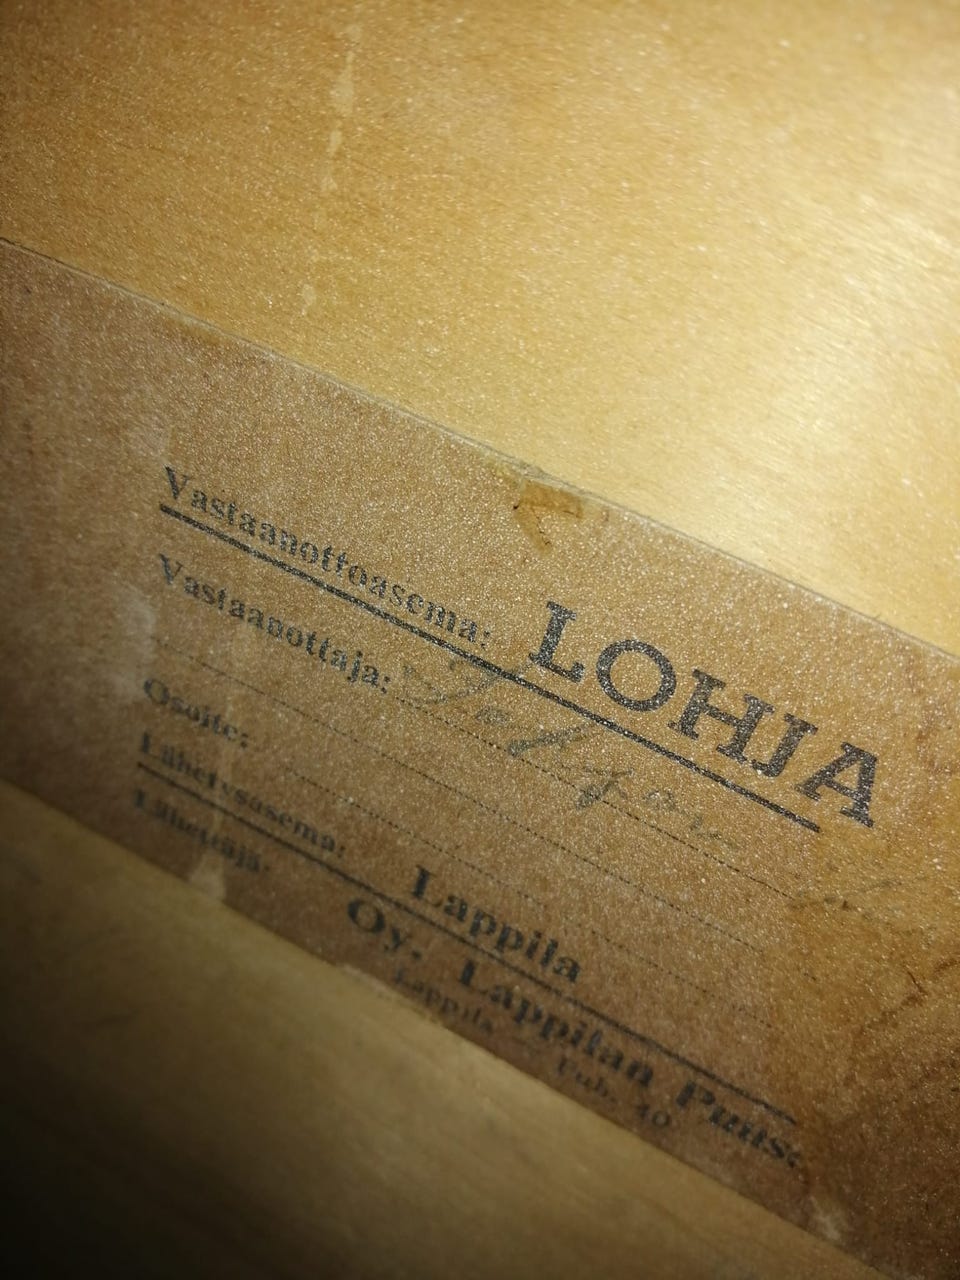 Vastaanottoasema: LOHJA
Vastaanottaja:
Osoite:
Lähetysasema: Lappila
Lähettäjä: Oy. Lappilan Puus.
Lappila Puh. 40